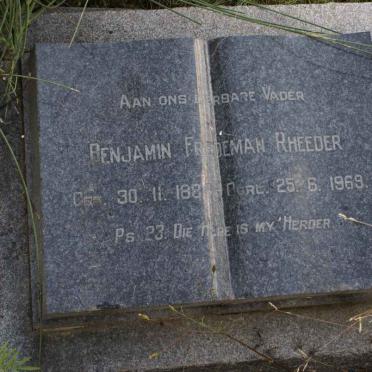 AAN ONS DIERBARE VADER
BENJAMIN FREDEMAN RHEEDER
GEB. 30. 11. OORL. 25. 6. 1969.
PS. 23. DIE HERE IS MY HERDER